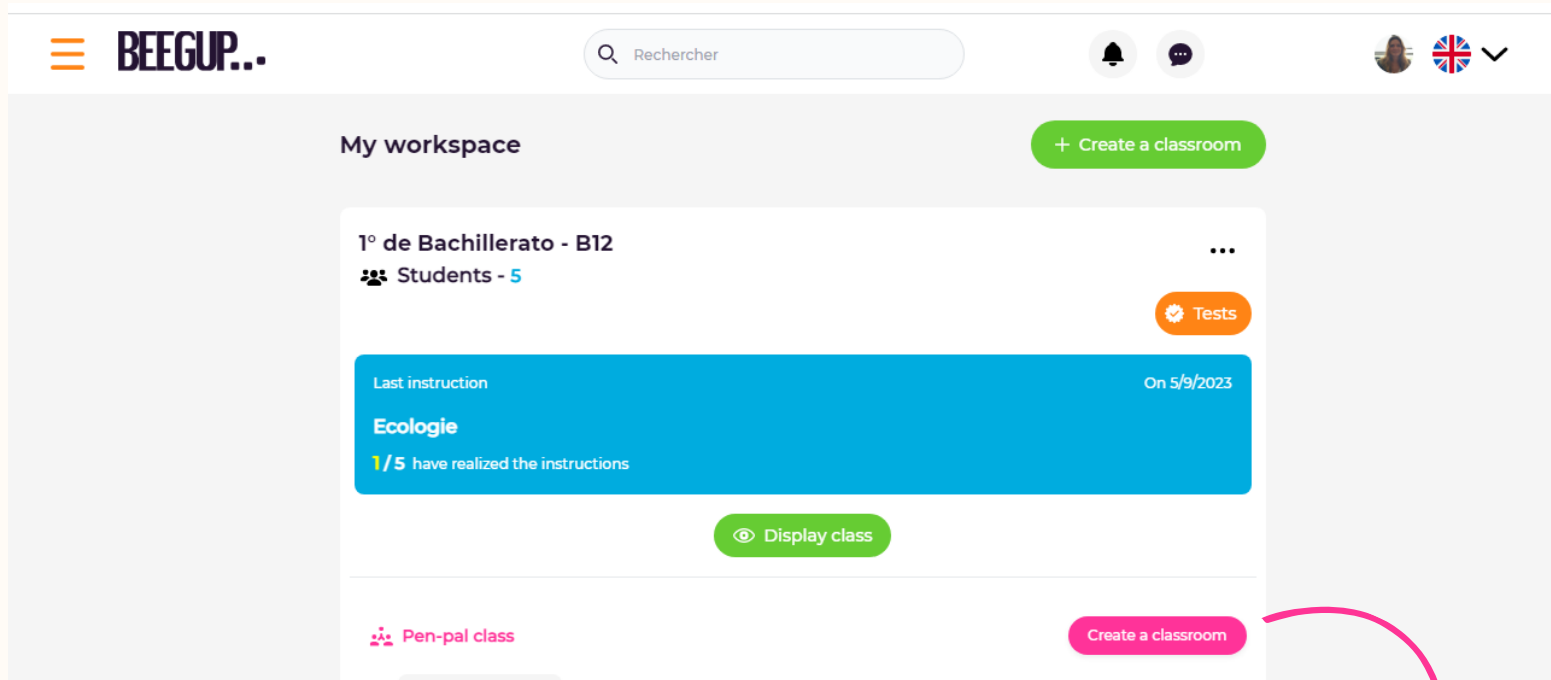 BEEGUP...
Rechercher
My workspace
+ Create a classroom
1° de Bachillerato - B12
Students - 5
Tests
Last instruction
On 5/9/2023
Ecologie
1/5 have realized the instructions
Display class
Pen-pal class
Create a classroom